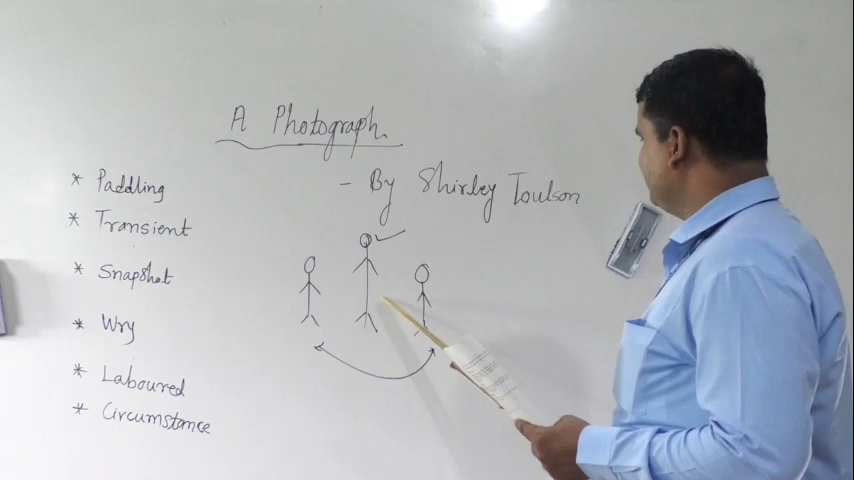 A Photograph.
- By Shirley Toulson
* Paddling
* Transient
* Snapshot
* Wry
* Laboured
* Circumstance